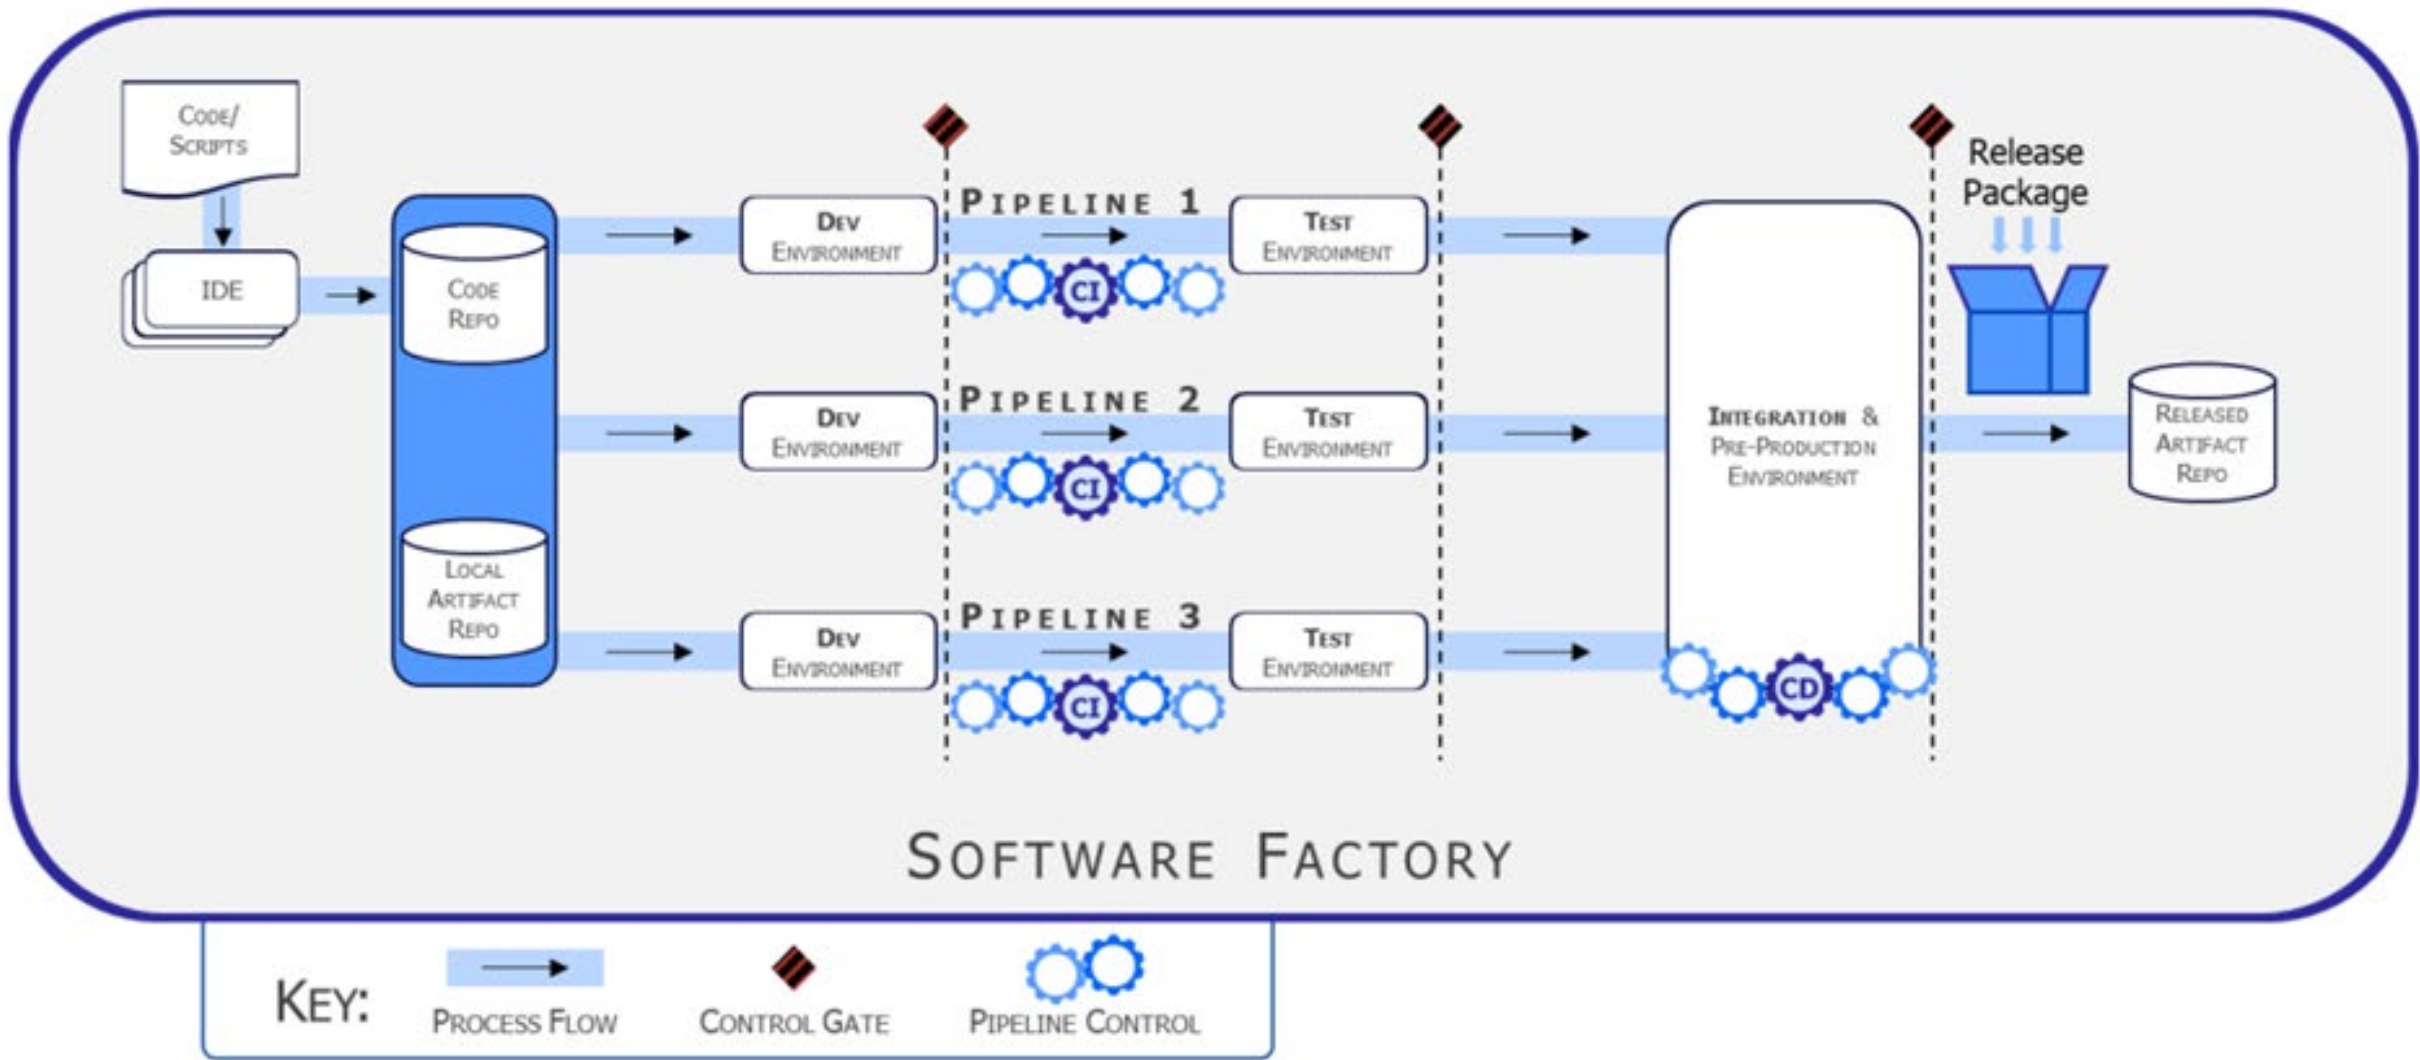 CODE/
SCRIPTS
IDE
CODE
REPO
LOCAL
ARTIFACT
REPO
DEV
ENVIRONMENT
PIPELINE 1
CI
TEST
ENVIRONMENT
DEV
ENVIRONMENT
PIPELINE 2
CI
TEST
ENVIRONMENT
DEV
ENVIRONMENT
PIPELINE 3
CI
TEST
ENVIRONMENT
INTEGRATION &
PRE-PRODUCTION
ENVIRONMENT
CD
Release
Package
RELEASED
ARTIFACT
REPO
SOFTWARE FACTORY
KEY:
PROCESS FLOW
CONTROL GATE
PIPELINE CONTROL